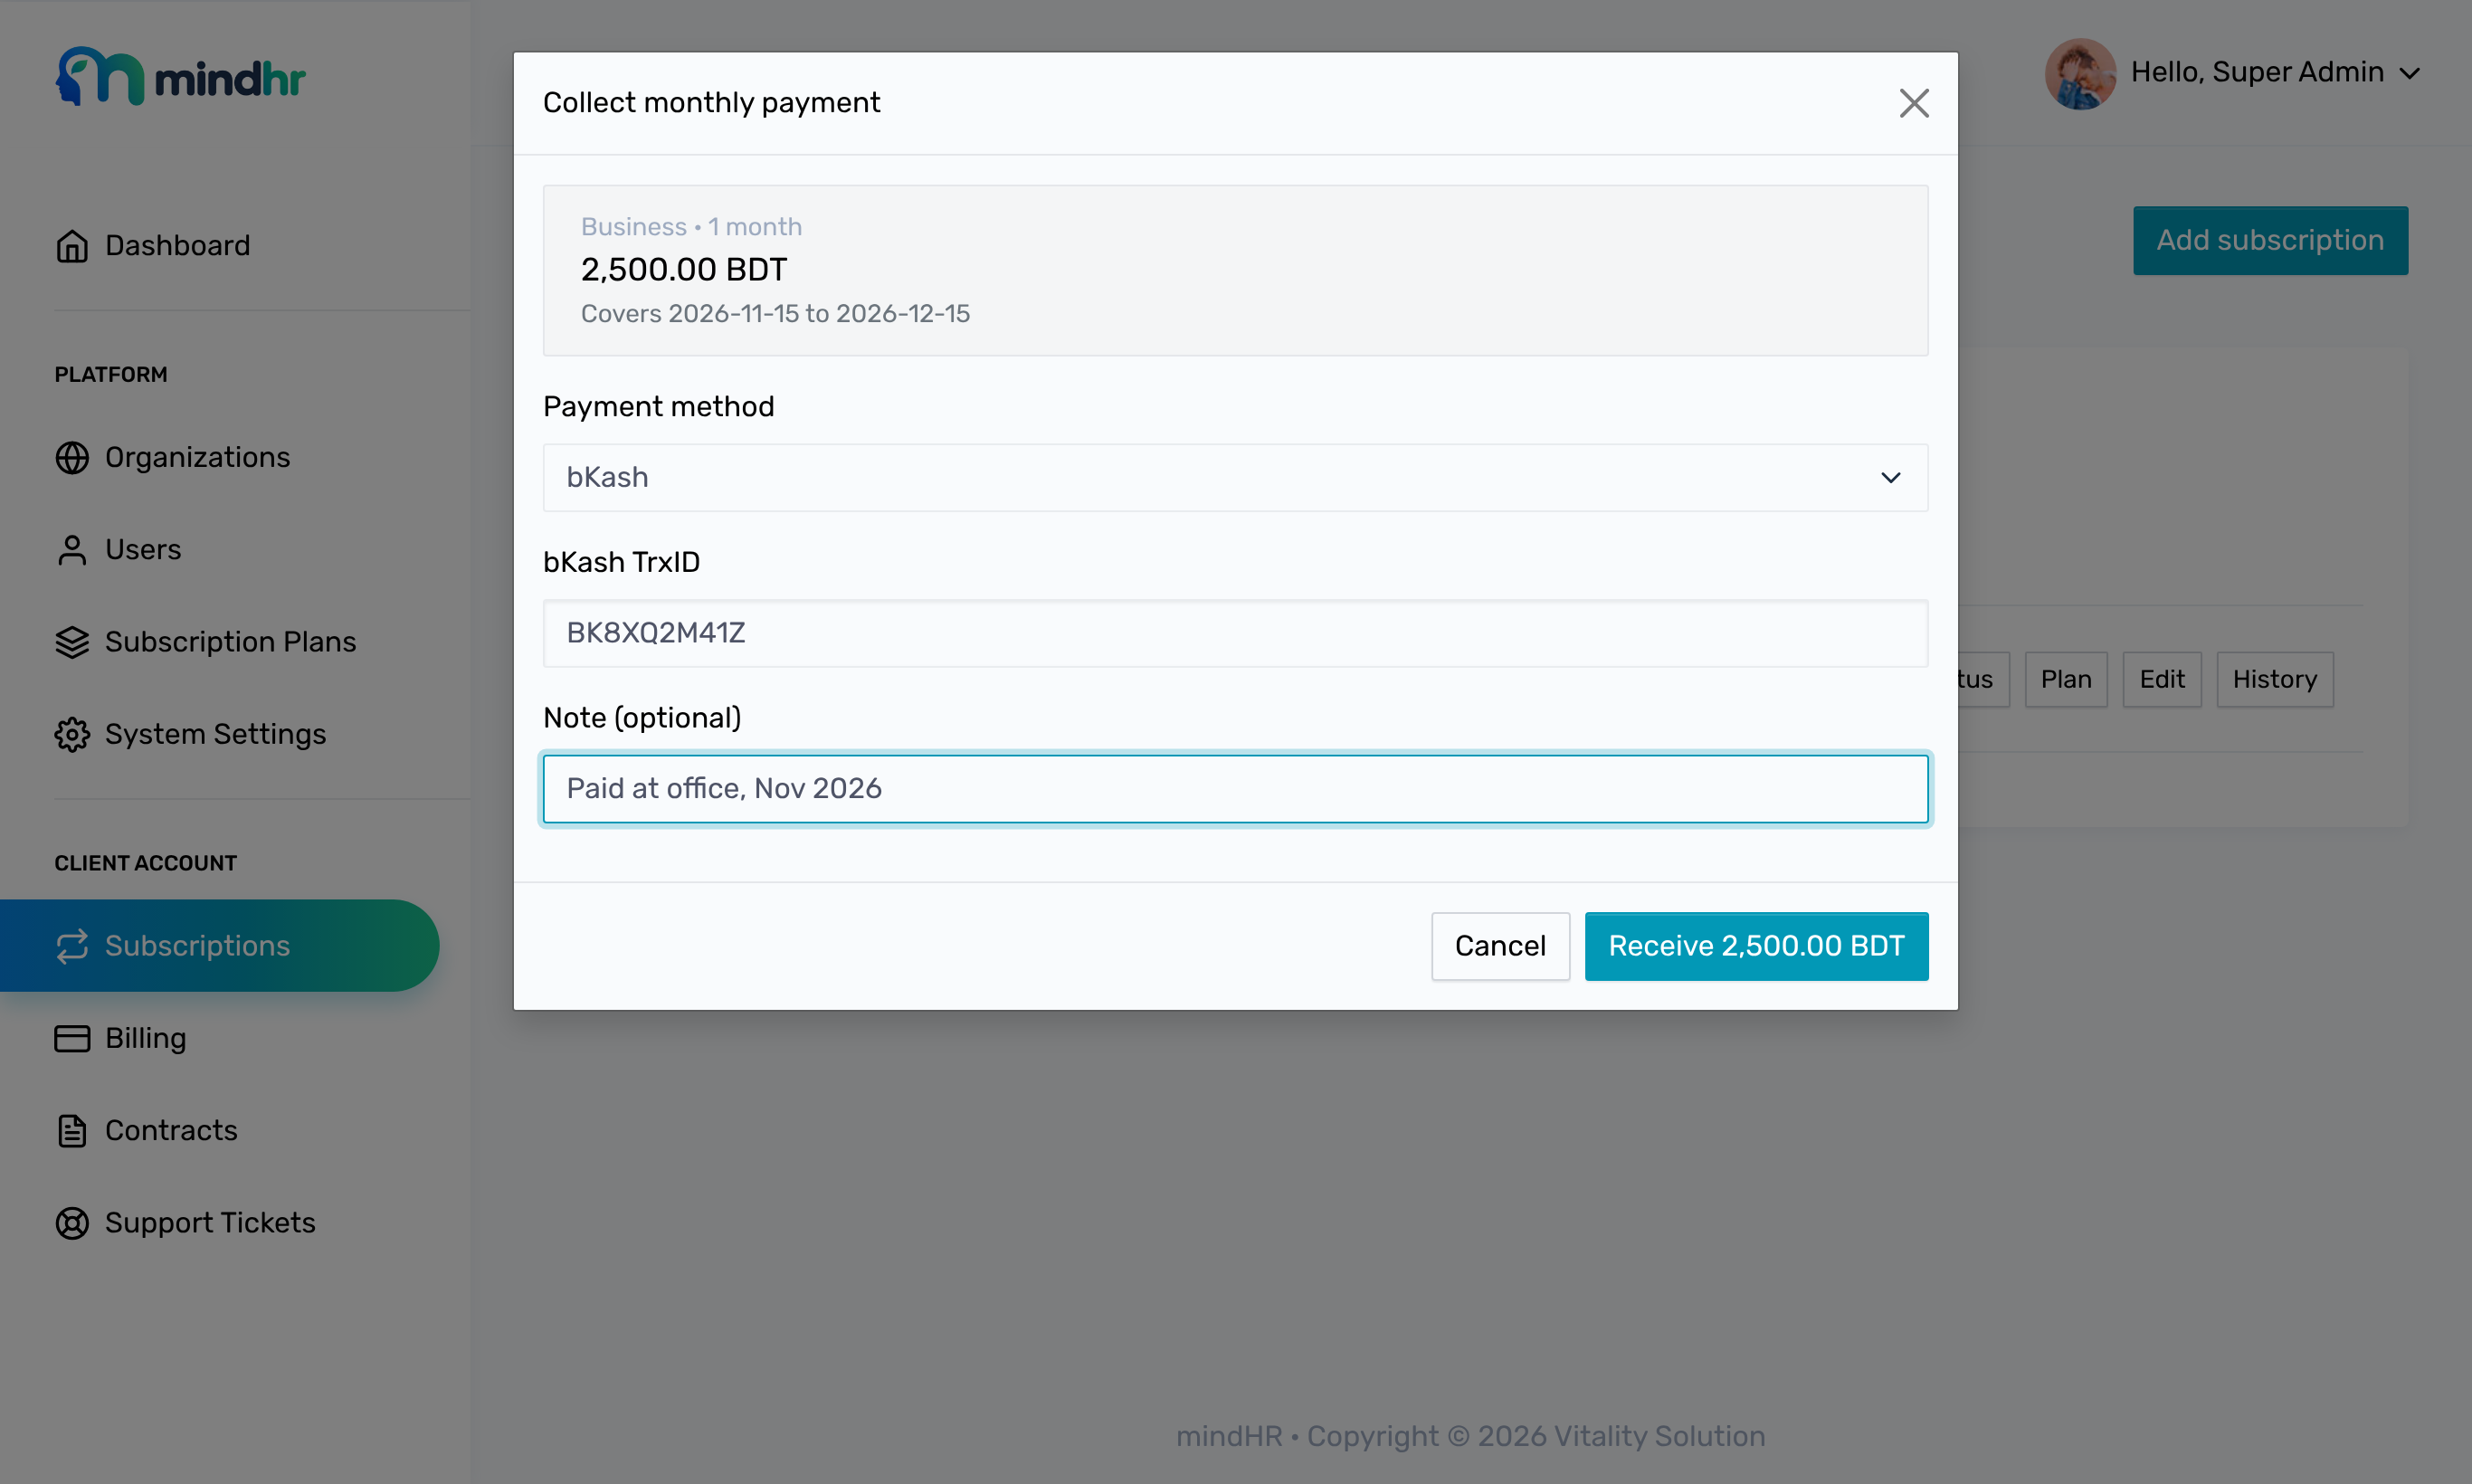 mindhr
Hello, Super Admin
Dashboard
PLATFORM
Organizations
Users
Subscription Plans
System Settings
CLIENT ACCOUNT
Subscriptions
Billing
Contracts
Support Tickets
Add subscription
Plan
Edit
History
Collect monthly payment
Business • 1 month
2,500.00 BDT
Covers 2026-11-15 to 2026-12-15
Payment method
bKash
bKash TrxID
BK8XQ2M41Z
Note (optional)
Paid at office, Nov 2026
Cancel
Receive 2,500.00 BDT
mindHR • Copyright © 2026 Vitality Solution